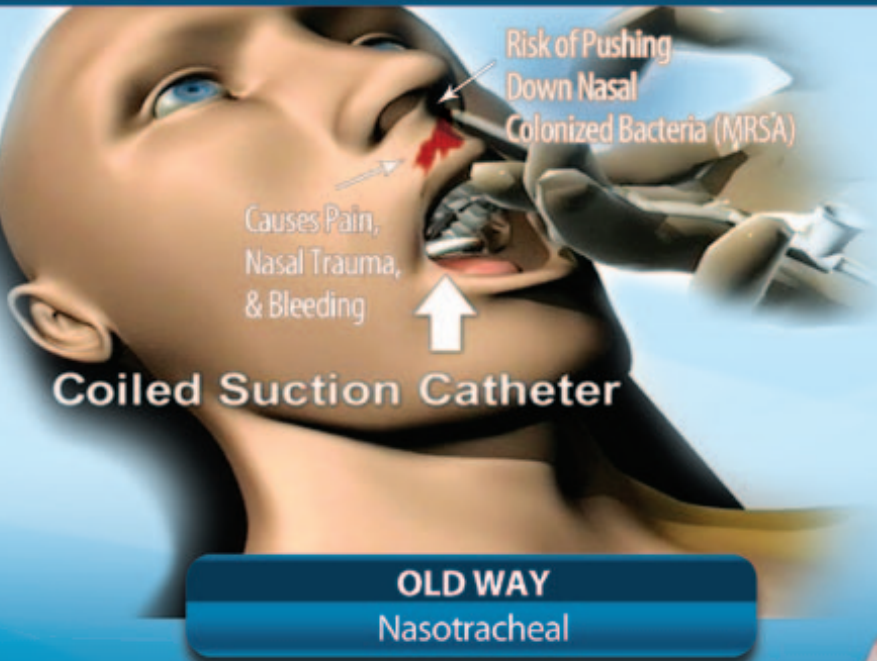 Risk of Pushing
Down Nasal
Colonized Bacteria (MRSA)
Causes Pain,
Nasal Trauma,
& Bleeding
Coiled Suction Catheter
OLD WAY
Nasotracheal